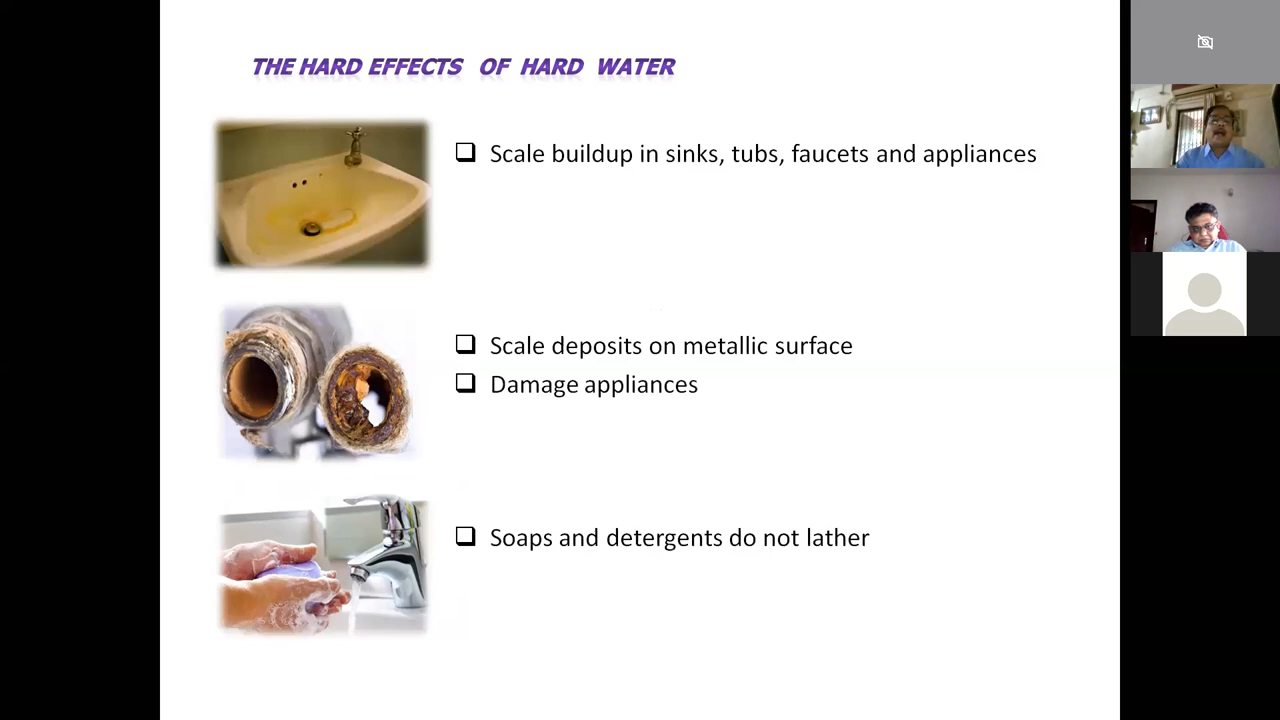 THE HARD EFFECTS OF HARD WATER
Scale buildup in sinks, tubs, faucets and appliances
Scale deposits on metallic surface
Damage appliances
Soaps and detergents do not lather